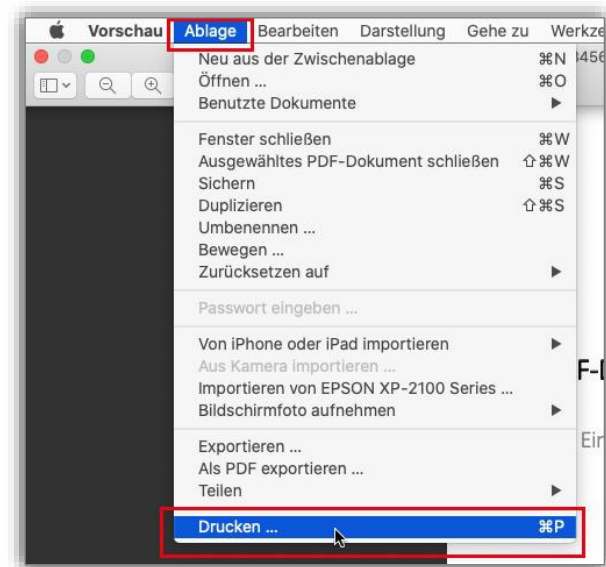 Vorschau Ablage Bearbeiten Darstellung Gehe zu Werkze
Neu aus der Zwischenablage ⌘N 3456
Öffnen ... ⌘O
Benutzte Dokumente ▶
Fenster schließen ⌘W
Ausgewähltes PDF-Dokument schließen ⇧⌘W
Sichern ⌘S
Duplizieren ⇧⌘S
Umbenennen ...
Bewegen ...
Zurücksetzen auf ▶
Passwort eingeben ...
Von iPhone oder iPad importieren ▶
Aus Kamera importieren ...
F-
Importieren von EPSON XP-2100 Series ...
Bildschirmfoto aufnehmen ▶
Exportieren ... Ein
Als PDF exportieren ...
Teilen ▶
Drucken ... ⌘P